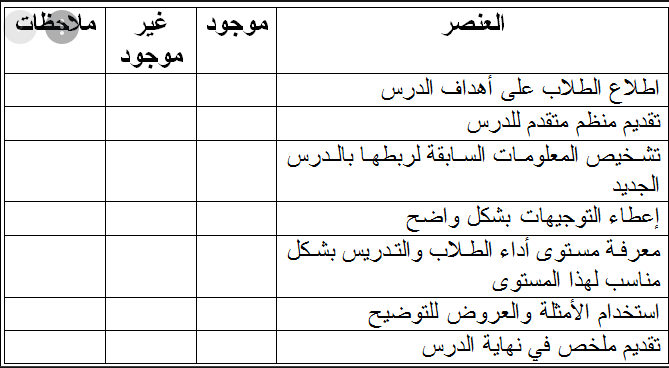 العنصر موجود غير ملاحظات
موجود
اطلاع الطلاب على أهداف الدرس
تقديم منظم متقدم للدرس
تشخيص المعلومات السابقة لربطها بالدرس
الجديد
إعطاء التوجيهات بشكل واضح
معرفة مستوى أداء الطلاب والتدريس بشكل
مناسب لهذا المستوى
استخدام الأمثلة والعروض للتوضيح
تقديم ملخص في نهاية الدرس